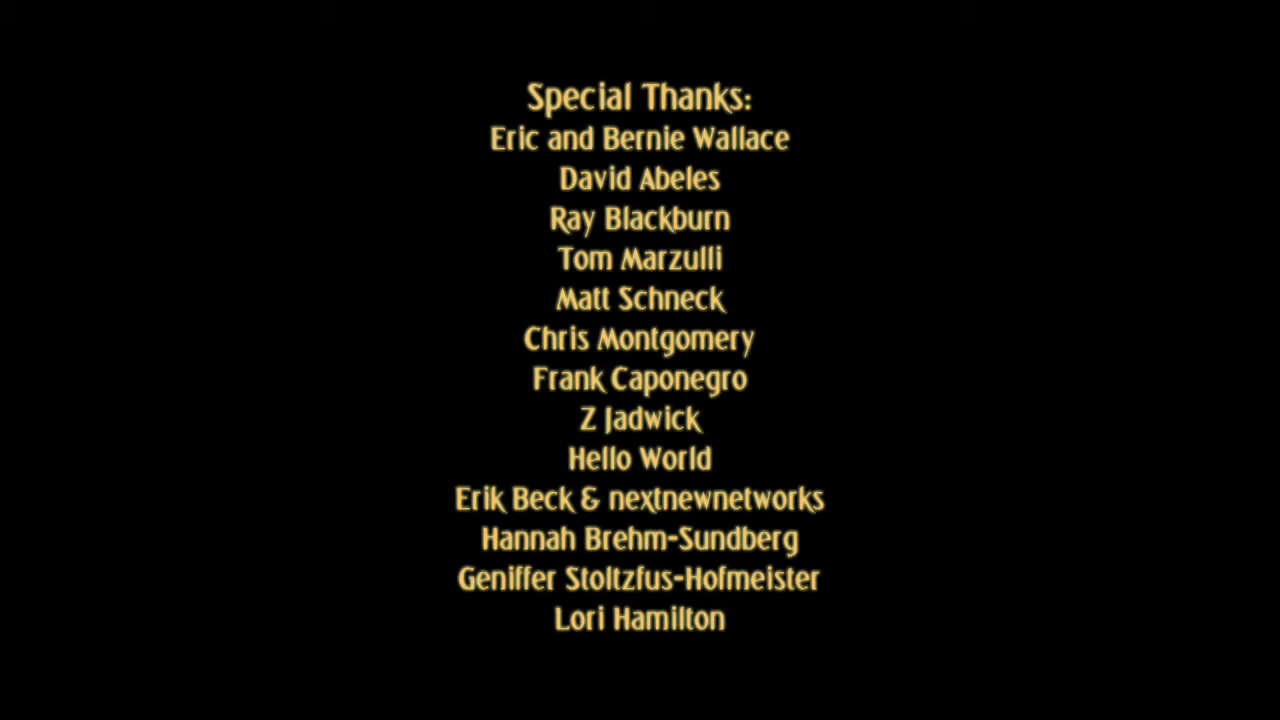 Special Thanks:
Eric and Bernie Wallace
David Abeles
Ray Blackburn
Tom Marzulli
Matt Schneck
Chris Montgomery
Frank Caponegro
Z Jadwick
Hello World
Erik Beck & nextnewnetworks
Hannah Brehm-Sundberg
Geniffer Stoltzfus-Hofmeister
Lori Hamilton